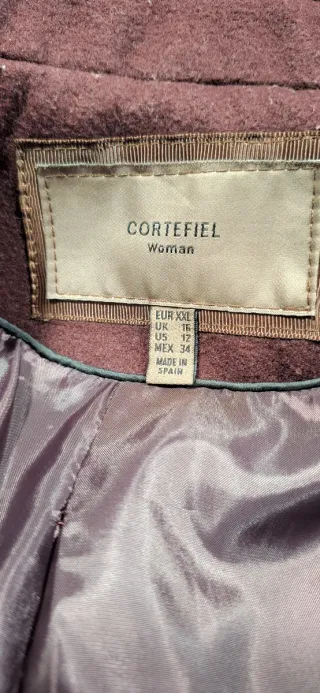 CORTEFIEL
Woman
EUR XXL
UK 16
US 12
MEX 34
MADE IN
SPAIN